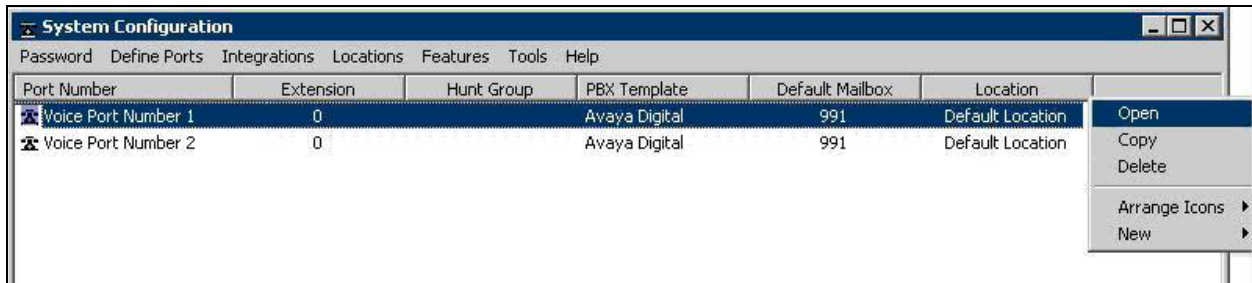 System Configuration
Password Define Ports Integrations Locations Features Tools Help
Port Number Extension Hunt Group PBX Template Default Mailbox Location
Voice Port Number 1 0 Avaya Digital 991 Default Location Open
Voice Port Number 2 0 Avaya Digital 991 Default Location Copy
Delete
Arrange Icons
New